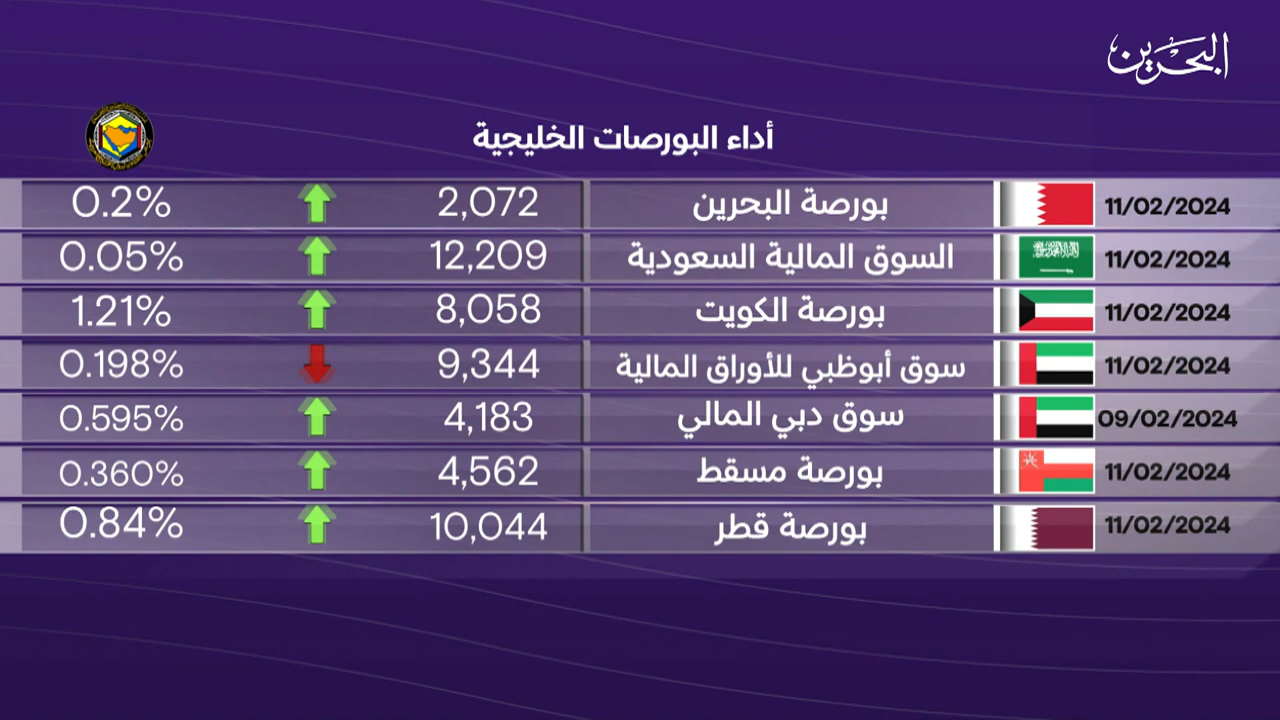 البحرين
أداء البورصات الخليجية
11/02/2024 بورصة البحرين 2,072 0.2%
11/02/2024 السوق المالية السعودية 12,209 0.05%
11/02/2024 بورصة الكويت 8,058 1.21%
11/02/2024 سوق أبوظبي للأوراق المالية 9,344 0.198%
09/02/2024 سوق دبي المالي 4,183 0.595%
11/02/2024 بورصة مسقط 4,562 0.360%
11/02/2024 بورصة قطر 10,044 0.84%